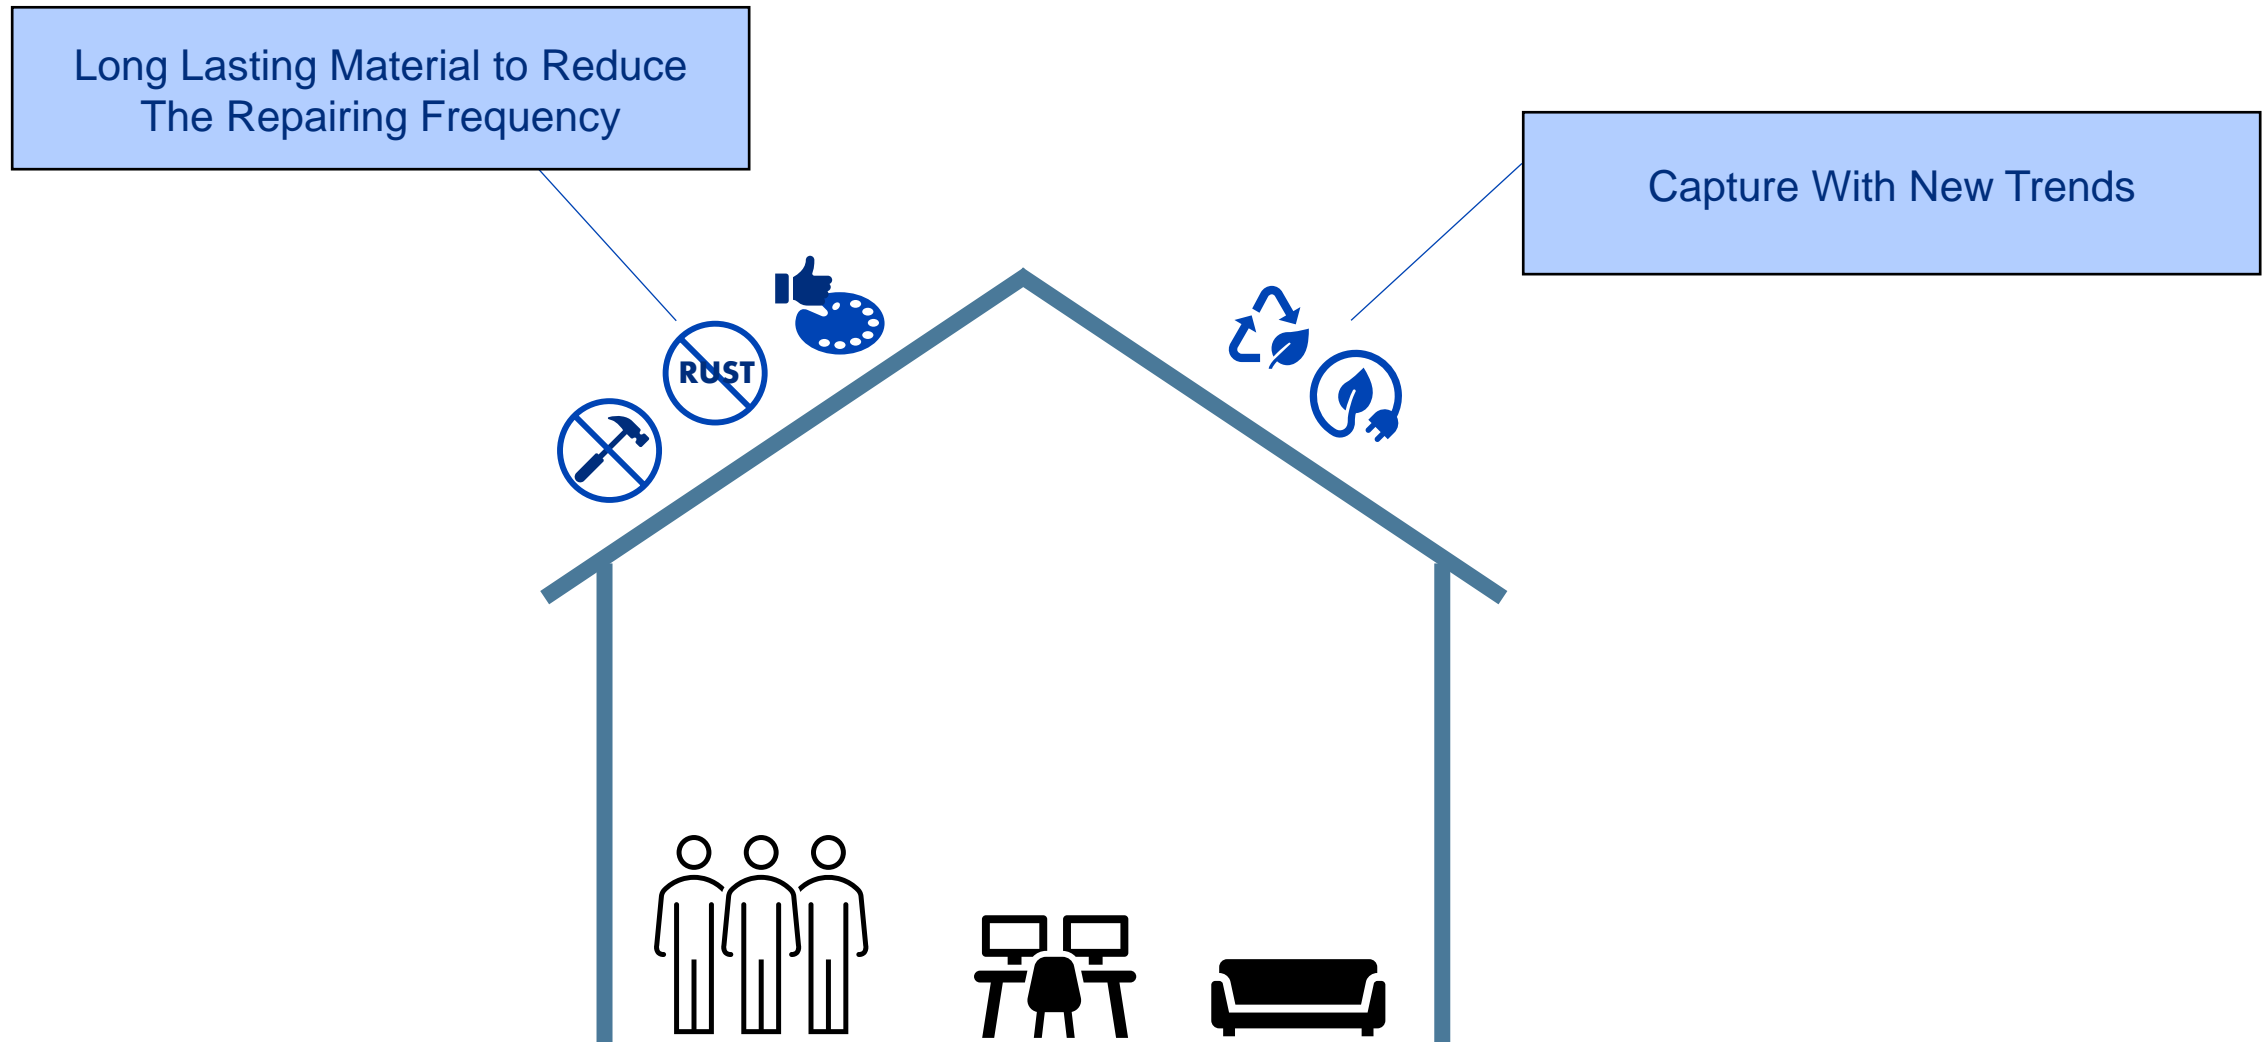 Long Lasting Material to Reduce
The Repairing Frequency
Capture With New Trends
RUST